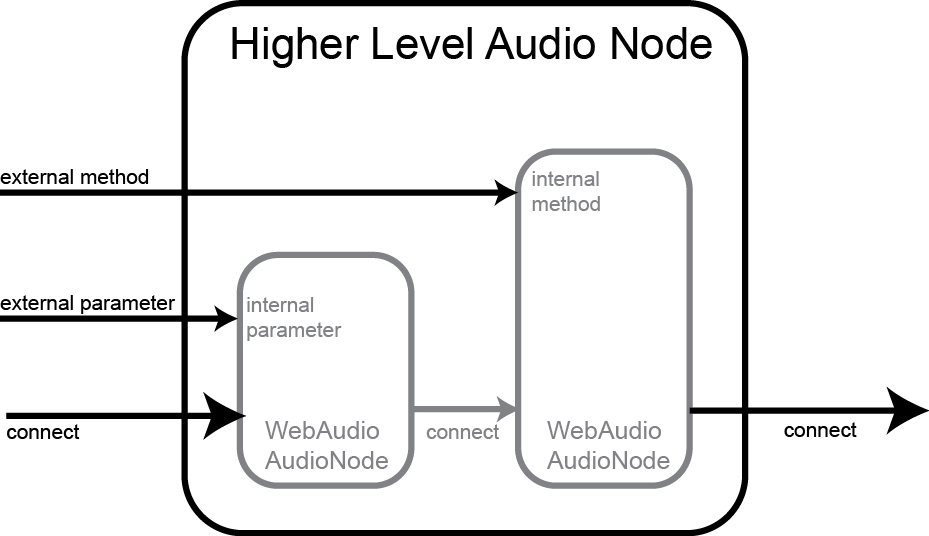 Higher Level Audio Node
external method
internal
method
external parameter
internal
parameter
connect
WebAudio
AudioNode
connect
WebAudio
AudioNode
connect